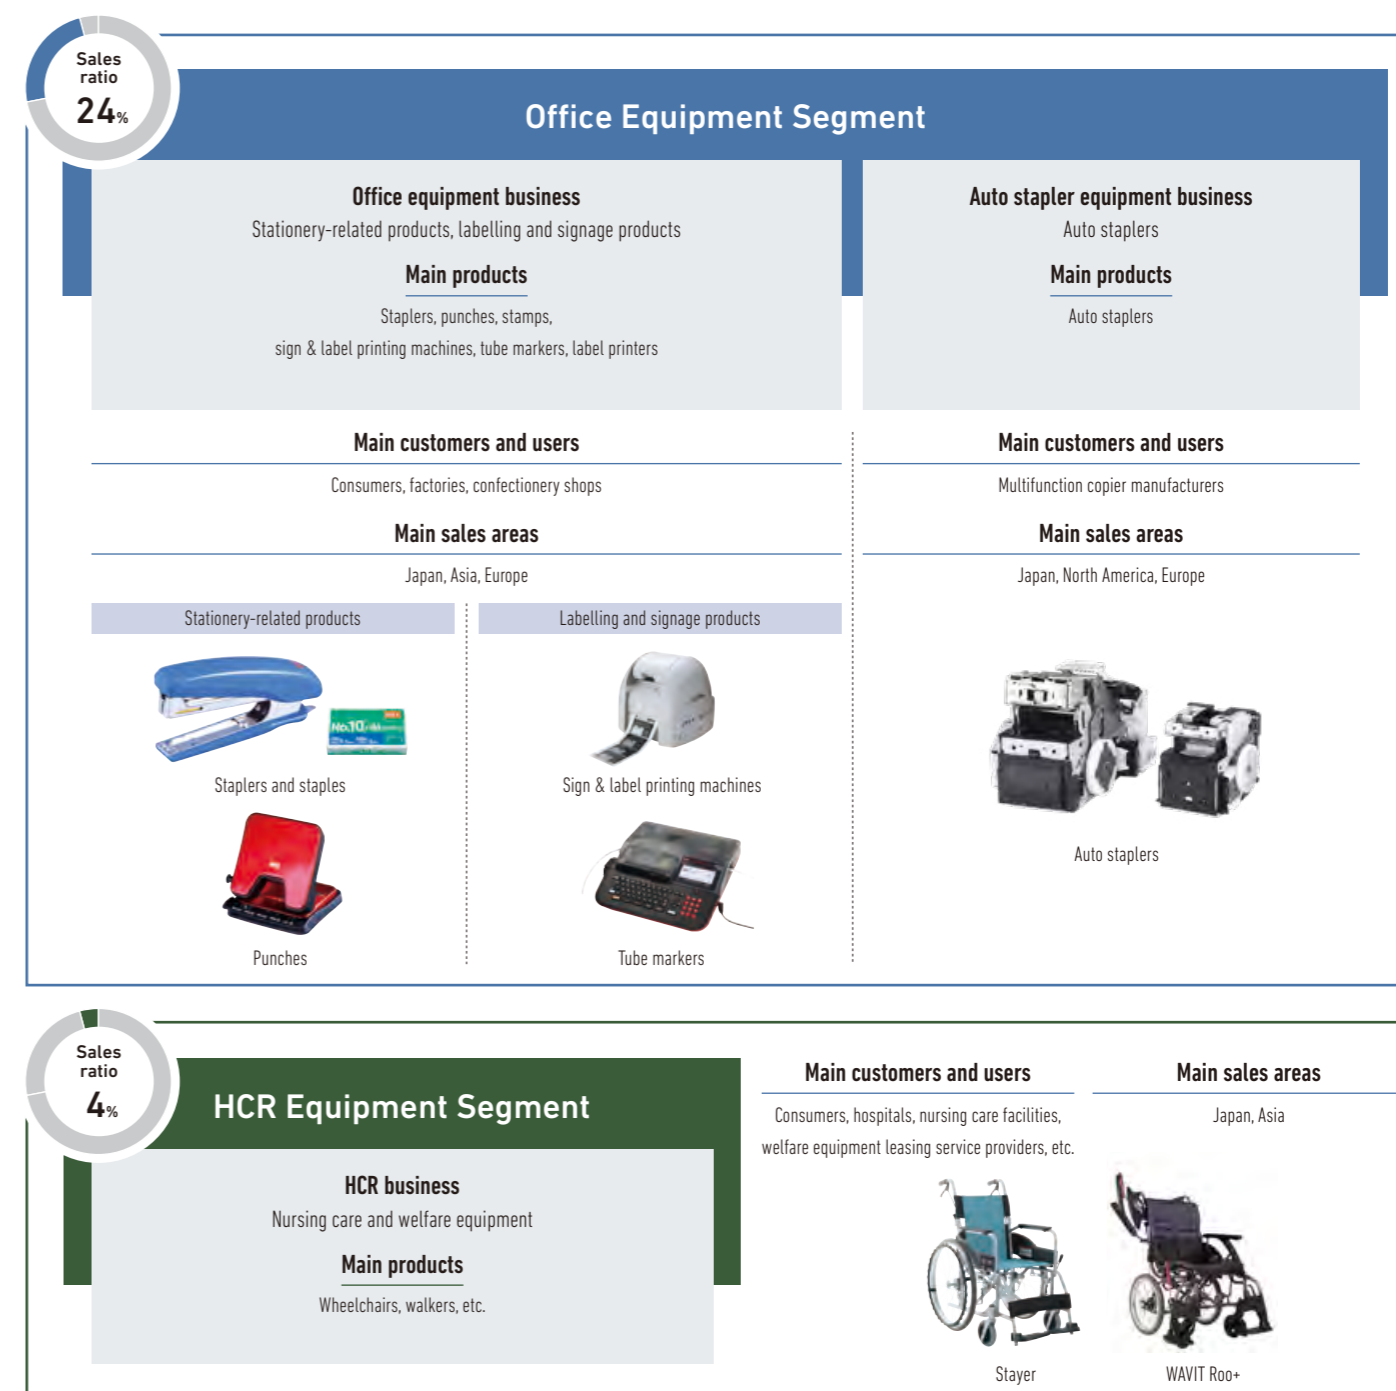 Sales
ratio
24%
Office Equipment Segment
Office equipment business
Stationery-related products, labelling and signage products
Main products
Staplers, punches, stamps,
sign & label printing machines, tube markers, label printers
Auto stapler equipment business
Auto staplers
Main products
Auto staplers
Main customers and users
Consumers, factories, confectionery shops
Main sales areas
Japan, Asia, Europe
Main customers and users
Multifunction copier manufacturers
Main sales areas
Japan, North America, Europe
Stationery-related products
No.10
Staplers and staples
Punches
Labelling and signage products
Sign & label printing machines
Tube markers
Auto staplers
Sales
ratio
4%
HCR Equipment Segment
HCR business
Nursing care and welfare equipment
Main products
Wheelchairs, walkers, etc.
Main customers and users
Consumers, hospitals, nursing care facilities,
welfare equipment leasing service providers, etc.
Main sales areas
Japan, Asia
Stayer
WAVIT Roo+